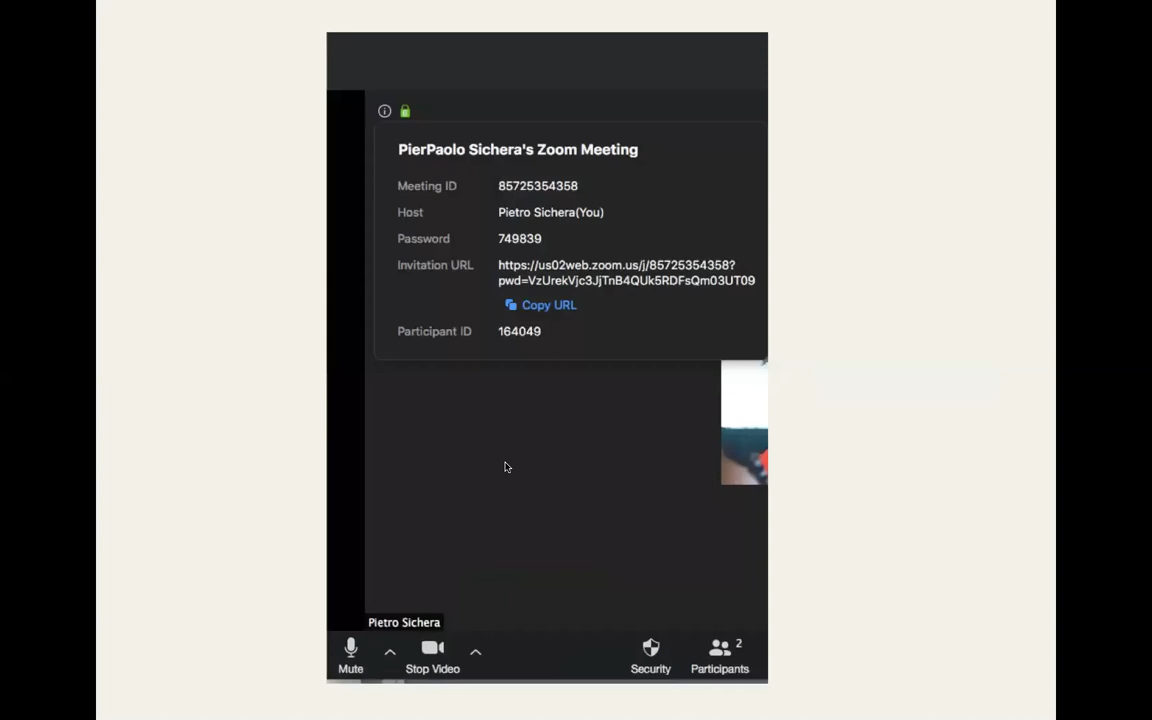 PierPaolo Sichera's Zoom Meeting
Meeting ID 85725354358
Host Pietro Sichera(You)
Password 749839
Invitation URL https://us02web.zoom.us/j/85725354358?
pwd=VzUrekVjc3JjTnB4QUk5RDFsQm03UT09
Copy URL
Participant ID 164049
Pietro Sichera
2
Mute Stop Video Security Participants